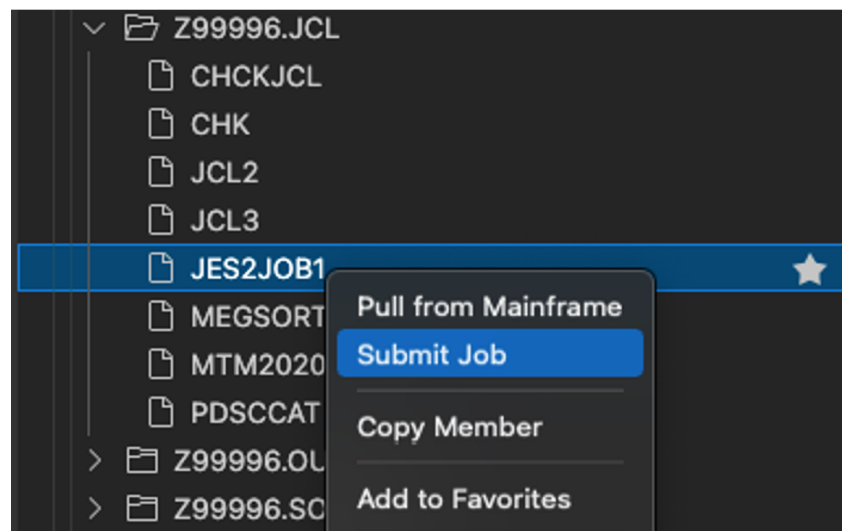 Z99996.JCL
CHCKJCL
CHK
JCL2
JCL3
JES2JOB1
MEGSORT
MTM2020
PDSCCAT
Z99996.OU
Z99996.SO
Pull from Mainframe
Submit Job
Copy Member
Add to Favorites